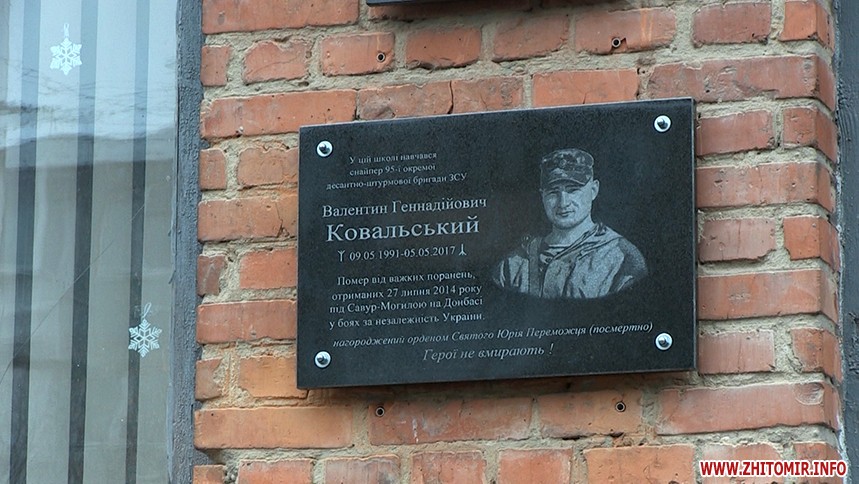 У цій школі навчався
снайпер 95-ї окремої
десантно-штурмової бригади ЗСУ
Валентин Геннадійович
Ковальський
09.05 1991-05.05.2017
Помер від важких поранень,
отриманих 27 липня 2014 року
під Савур-Могилою на Донбасі
у боях за незалежність України.
нагороджений орденом Святого Юрія Переможця (посмертно)
Герої не вмирають !
WWW.ZHITOMIR.INFO